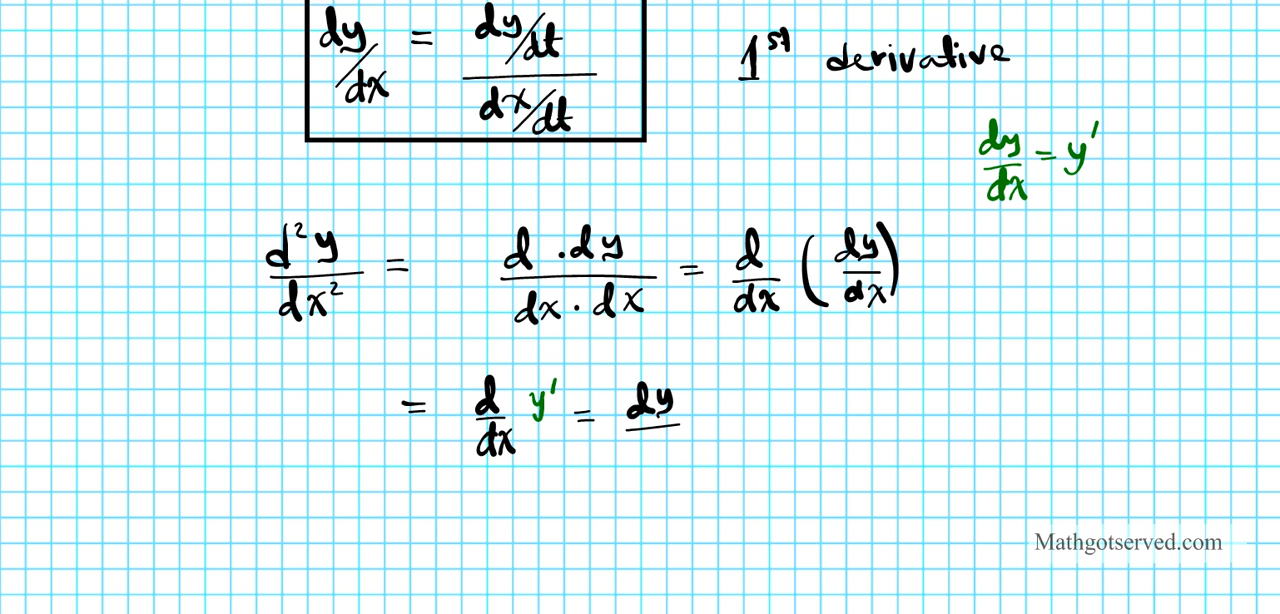 dy/dx = (dy/dt)/(dx/dt)
1st derivative
dy/dx = y'
d²y/dx² = d · dy/dx · dx = d/dx (dy/dx)
= d/dx y' = dy
Mathgotserved.com